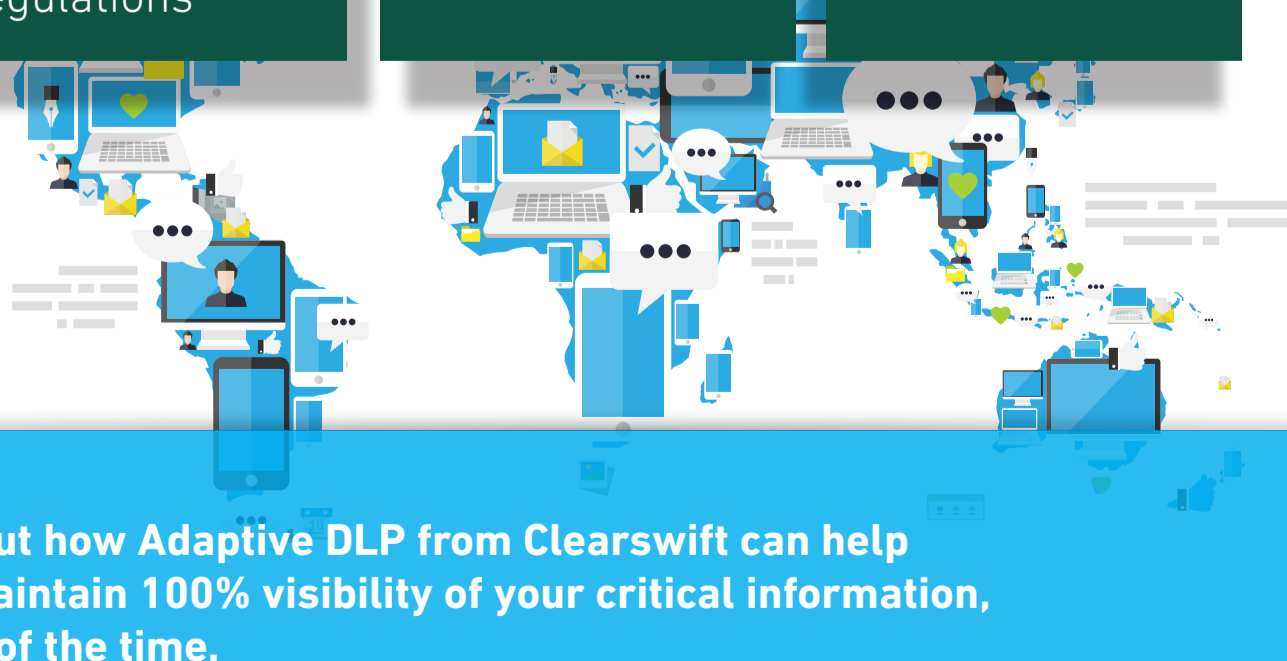 egulations
ut how Adaptive DLP from Clearswift can help
aintain 100% visibility of your critical information,
of the time.